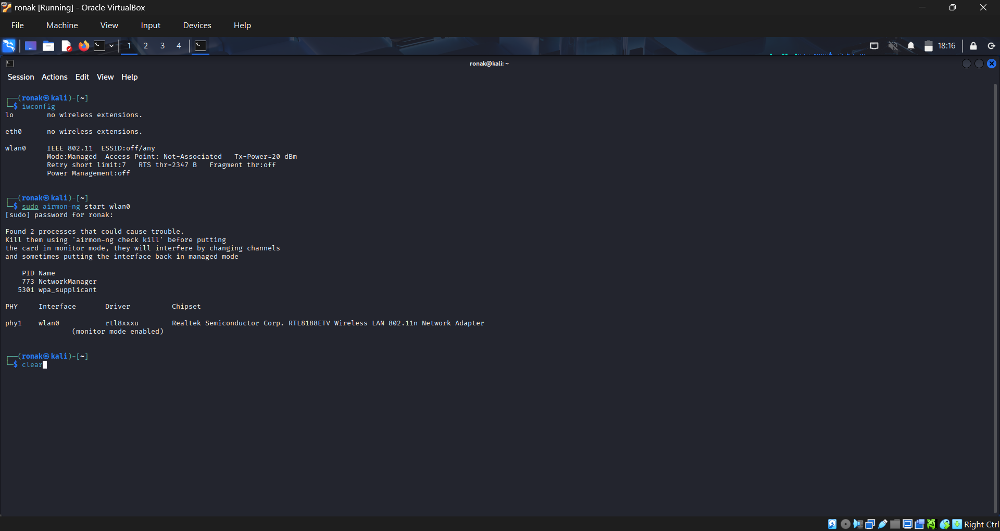 ronak [Running] - Oracle VirtualBox
File Machine View Input Devices Help
1 2 3 4 18:16
ronak@kali: ~
Session Actions Edit View Help
┌──(ronak㉿kali)-[~]
└─$ iwconfig
lo        no wireless extensions.
eth0      no wireless extensions.
wlan0     IEEE 802.11  ESSID:off/any
Mode:Managed  Access Point: Not-Associated   Tx-Power=20 dBm
Retry short limit:7   RTS thr=2347 B   Fragment thr:off
Power Management:off
┌──(ronak㉿kali)-[~]
└─$ sudo airmon-ng start wlan0
[sudo] password for ronak:
Found 2 processes that could cause trouble.
Kill them using 'airmon-ng check kill' before putting
the card in monitor mode, they will interfere by changing channels
and sometimes putting the interface back in managed mode
PID Name
773 NetworkManager
5301 wpa_supplicant
PHY     Interface       Driver          Chipset
phy1    wlan0           rtl8xxxu        Realtek Semiconductor Corp. RTL8188ETV Wireless LAN 802.11n Network Adapter
(monitor mode enabled)
┌──(ronak㉿kali)-[~]
└─$ clear
Right Ctrl